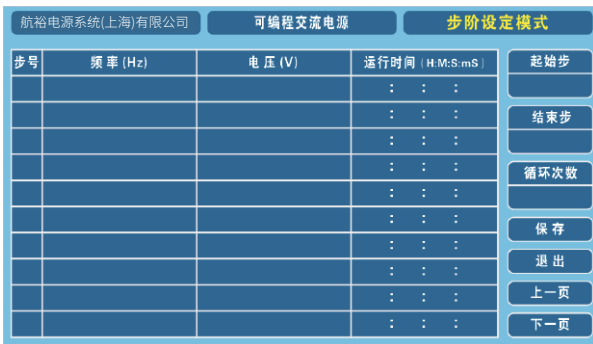 航裕电源系统(上海)有限公司 可编程交流电源 步阶设定模式
步号 频率(Hz) 电压(V) 运行时间(H:M:S:mS) 起始步
: : :
: : : 结束步
: : :
: : : 循环次数
: : :
: : : 保存
: : : 退出
: : :
: : : 上一页
: : : 下一页